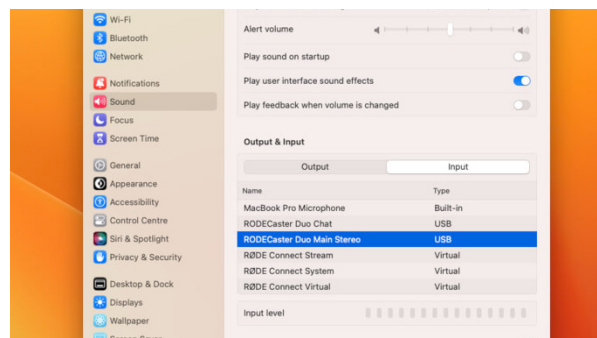 Wi-Fi
Bluetooth
Network
Notifications
Sound
Focus
Screen Time
General
Appearance
Accessibility
Control Centre
Siri & Spotlight
Privacy & Security
Desktop & Dock
Displays
Wallpaper
Alert volume
Play sound on startup
Play user interface sound effects
Play feedback when volume is changed
Output & Input
Output Input
Name Type
MacBook Pro Microphone Built-in
RODECaster Duo Chat USB
RODECaster Duo Main Stereo USB
RØDE Connect Stream Virtual
RØDE Connect System Virtual
RØDE Connect Virtual Virtual
Input level